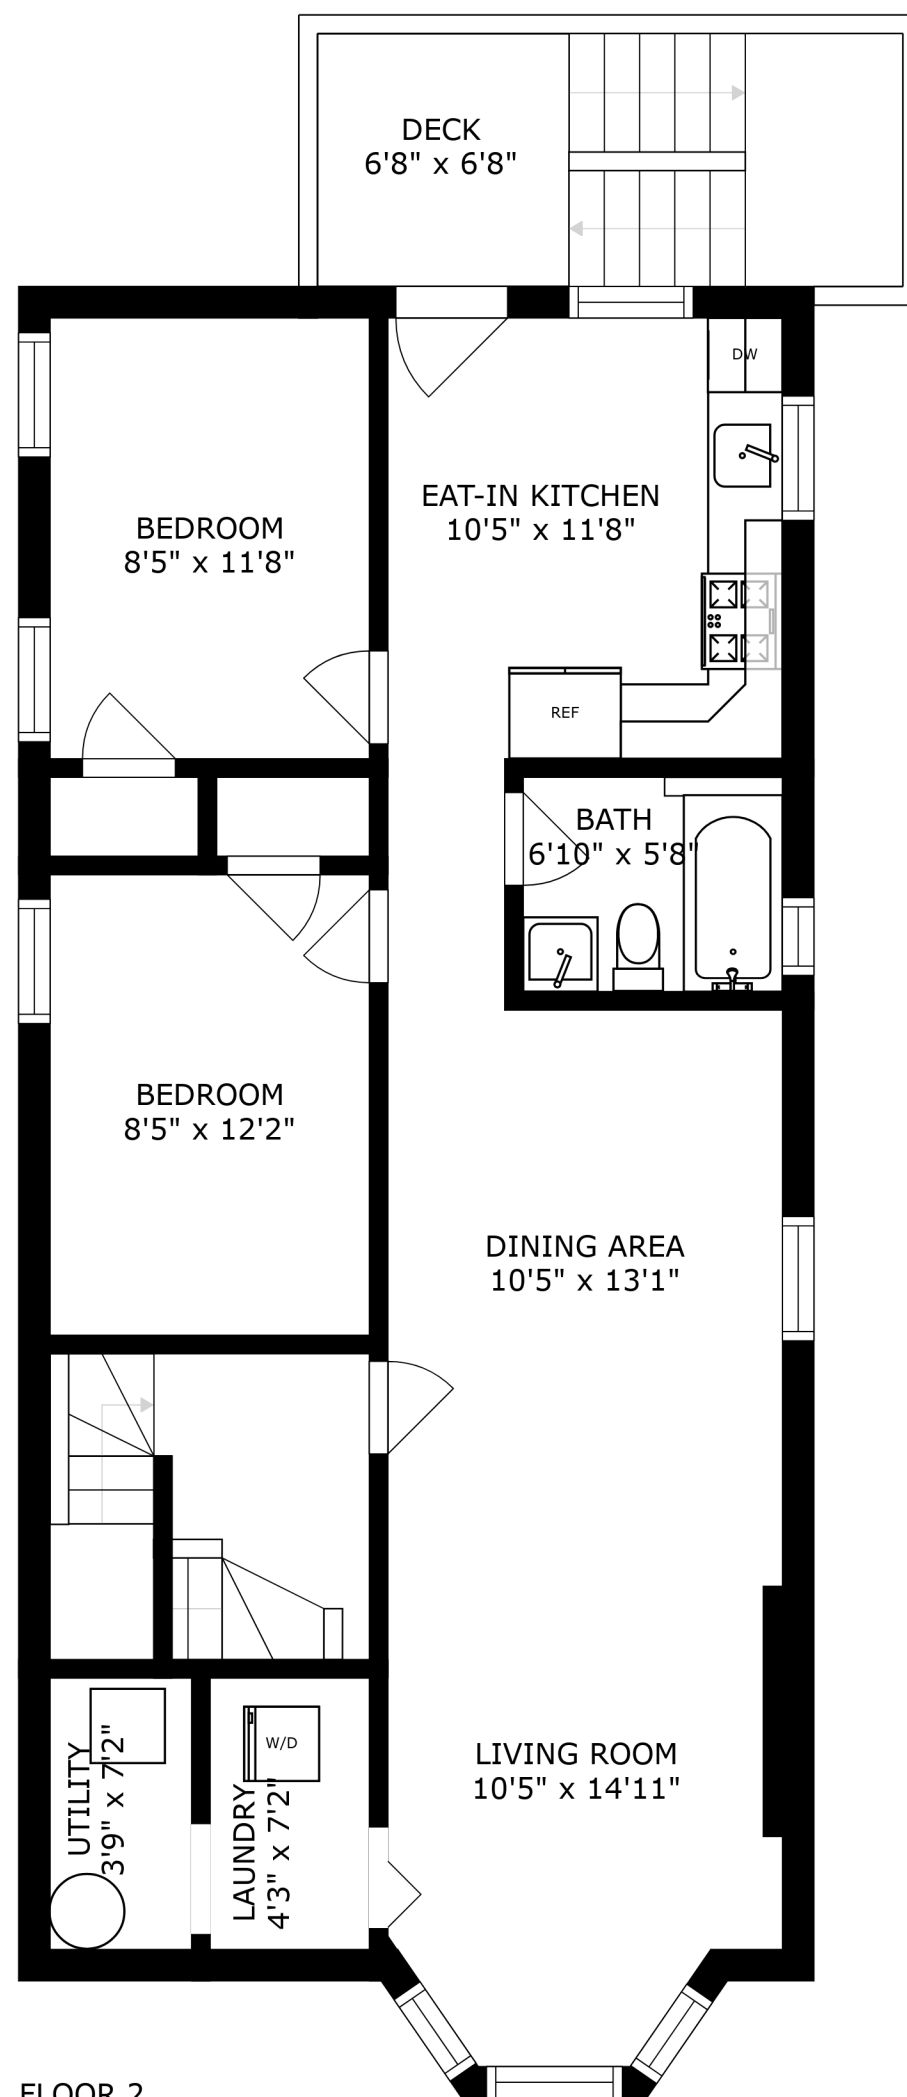 DECK
6'8" x 6'8"
DW
EAT-IN KITCHEN
10'5" x 11'8"
BEDROOM
8'5" x 11'8"
REF
BATH
6'10" x 5'8"
BEDROOM
8'5" x 12'2"
DINING AREA
10'5" x 13'1"
UTILITY
3'9" x 7'2"
W/D
LAUNDRY
4'3" x 7'2"
LIVING ROOM
10'5" x 14'11"
FLOOR 2